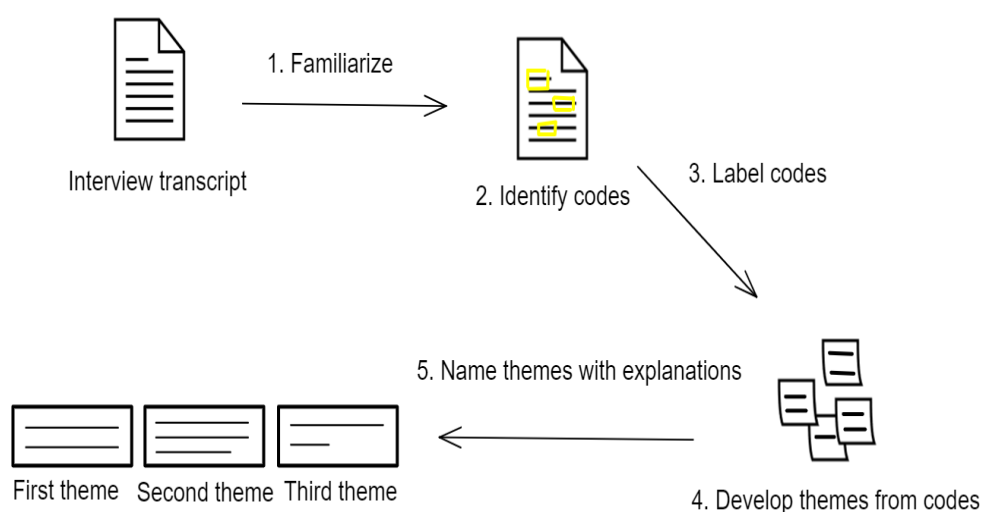 1. Familiarize
Interview transcript
2. Identify codes
3. Label codes
4. Develop themes from codes
5. Name themes with explanations
First theme
Second theme
Third theme